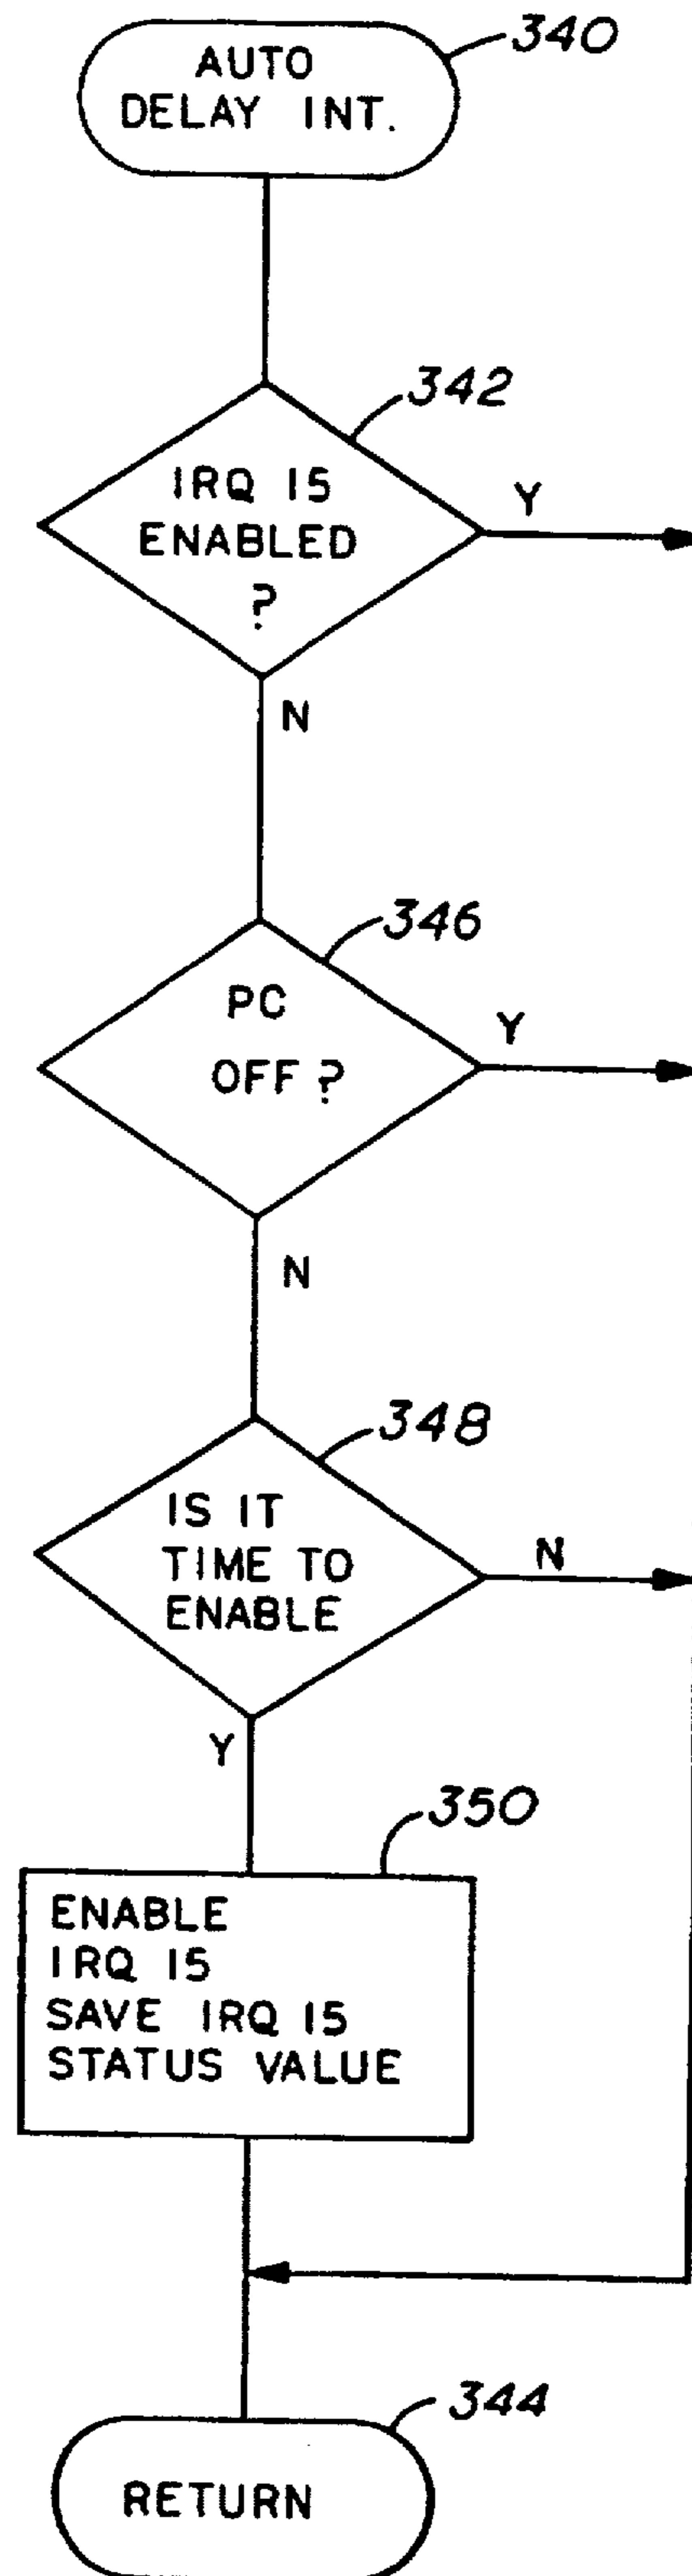 340
AUTO
DELAY INT.
342
IRQ 15
ENABLED
?
Y
N
346
PC
OFF ?
Y
N
348
IS IT
TIME TO
ENABLE
N
Y
350
ENABLE
IRQ 15
SAVE IRQ 15
STATUS VALUE
344
RETURN